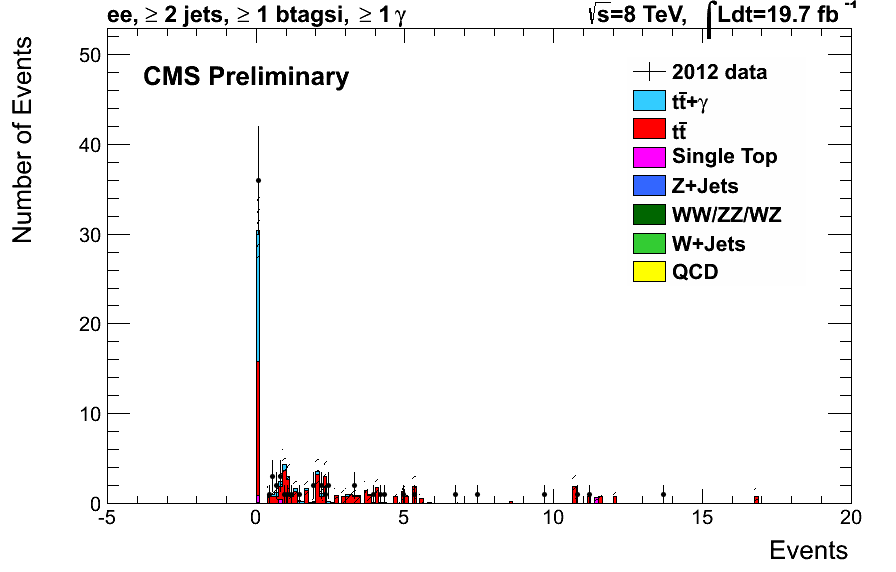 ee, ≥ 2 jets, ≥ 1 btagsi, ≥ 1 γ
√s=8 TeV, ∫Ldt=19.7 fb⁻¹
CMS Preliminary
2012 data
tt̄+γ
tt̄
Single Top
Z+Jets
WW/ZZ/WZ
W+Jets
QCD
Number of Events
50
40
30
20
10
0
-5 0 5 10 15 20
Events